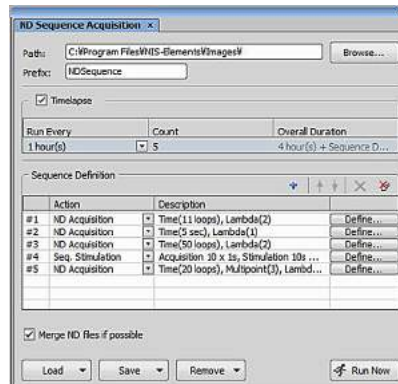 ND Sequence Acquisition
Path: C:¥Program Files¥NIS-Elements¥Images¥ Browse...
Prefix: NDSequence
Timelapse
Run Every Count Overall Duration
1 hour(s) 5 4 hour(s) + Sequence D...
Sequence Definition
Action Description
#1 ND Acquisition Time(11 loops), Lambda(2) Define...
#2 ND Acquisition Time(5 sec), Lambda(1) Define...
#3 ND Acquisition Time(50 loops), Lambda(2) Define...
#4 Seq. Stimulation Acquisition 10 x 1s, Stimulation 10s ... Define...
#5 ND Acquisition Time(20 loops), Multipoint(3), Lambd... Define...
Merge ND files if possible
Load Save Remove Run Now